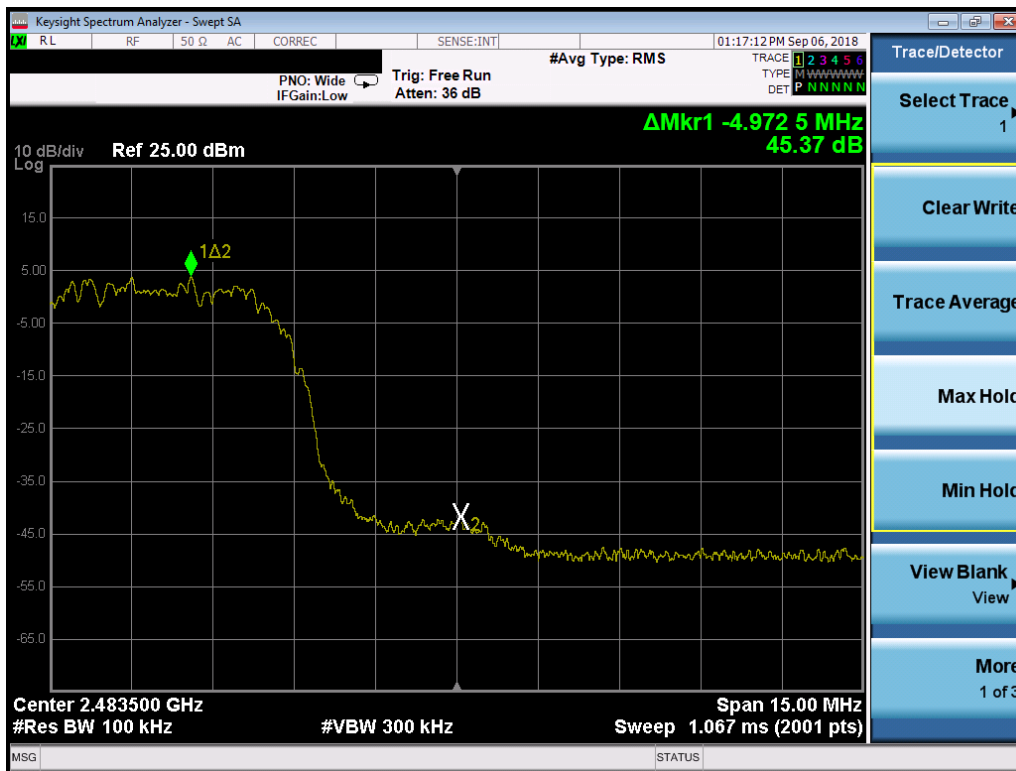 Keysight Spectrum Analyzer - Swept SA
LXI RL RF 50 Ω AC CORREC SENSE:INT 01:17:12 PM Sep 06, 2018
#Avg Type: RMS
TRACE 1 2 3 4 5 6
PNO: Wide Trig: Free Run
TYPE M W W W W W
IFGain:Low Atten: 36 dB
DET P N N N N N
ΔMkr1 -4.972 5 MHz
45.37 dB
10 dB/div Ref 25.00 dBm
Log
15.0
1Δ2
5.00
-5.00
-15.0
-25.0
-35.0
X2
-45.0
-55.0
-65.0
Center 2.483500 GHz Span 15.00 MHz
#Res BW 100 kHz #VBW 300 kHz Sweep 1.067 ms (2001 pts)
MSG STATUS
Trace/Detector
Select Trace
1
Clear Write
Trace Average
Max Hold
Min Hold
View Blank
View
More
1 of 3